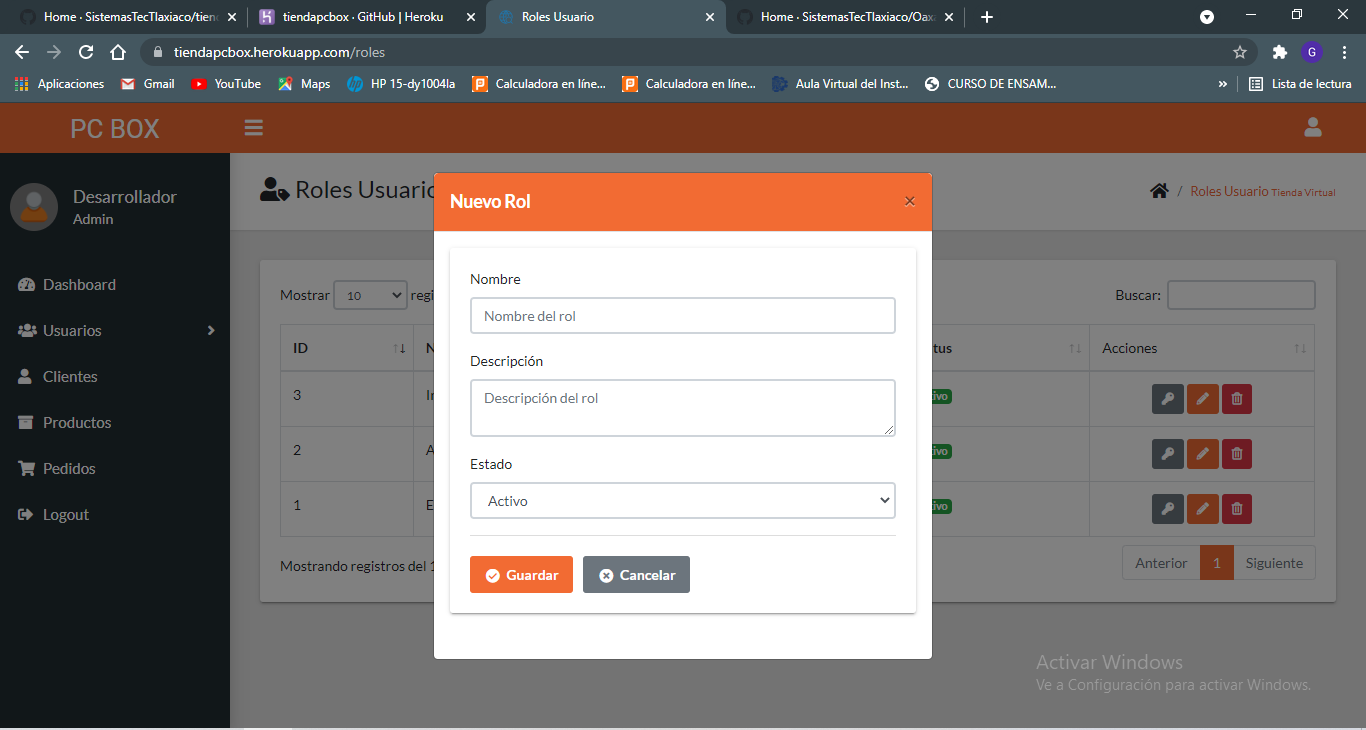 Home · SistemasTecTlaxiaco/tien
tiendapcbox · GitHub | Heroku
Roles Usuario
Home · SistemasTecTlaxiaco/Oax
tiendapcbox.herokuapp.com/roles
G
Aplicaciones
Gmail
YouTube
Maps
HP 15-dy1004la
Calculadora en líne...
Calculadora en líne...
Aula Virtual del Inst...
CURSO DE ENSAM...
»
Lista de lectura
PC BOX
Desarrollador
Admin
Dashboard
Usuarios
Clientes
Productos
Pedidos
Logout
Roles Usuario
/ Roles Usuario Tienda Virtual
Nuevo Rol
×
Nombre
Nombre del rol
Descripción
Descripción del rol
Estado
Activo
Guardar
Cancelar
Mostrar 10 regi
Buscar:
ID
N
tus
Acciones
3
In
ivo
2
A
ivo
1
E
ivo
Mostrando registros del 1
Anterior
1
Siguiente
Activar Windows
Ve a Configuración para activar Windows.